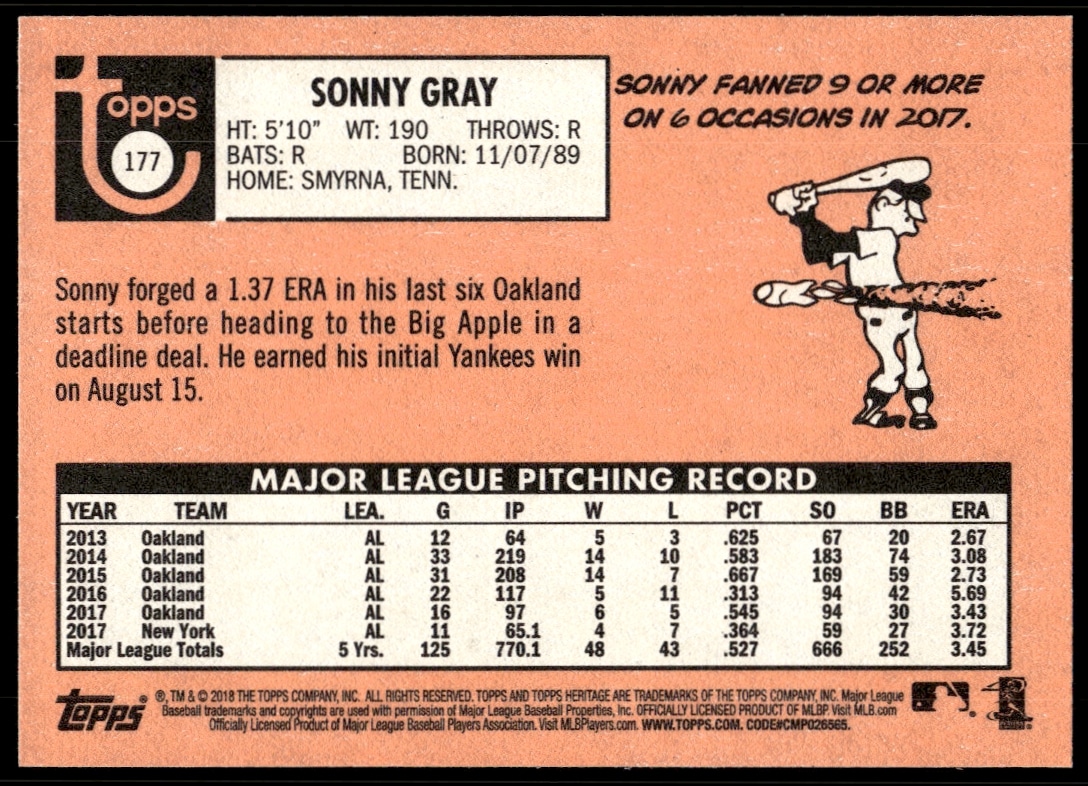 topps
177
SONNY GRAY
HT: 5'10" WT: 190 THROWS: R
BATS: R BORN: 11/07/89
HOME: SMYRNA, TENN.
SONNY FANNED 9 OR MORE
ON 6 OCCASIONS IN 2017.
Sonny forged a 1.37 ERA in his last six Oakland
starts before heading to the Big Apple in a
deadline deal. He earned his initial Yankees win
on August 15.
MAJOR LEAGUE PITCHING RECORD
YEAR TEAM LEA. G IP W L PCT SO BB ERA
2013 Oakland AL 12 64 5 3 .625 67 20 2.67
2014 Oakland AL 33 219 14 10 .583 183 74 3.08
2015 Oakland AL 31 208 14 7 .667 169 59 2.73
2016 Oakland AL 22 117 5 11 .313 94 42 5.69
2017 Oakland AL 16 97 6 5 .545 94 30 3.43
2017 New York AL 11 65.1 4 7 .364 59 27 3.72
Major League Totals 5 Yrs. 125 770.1 48 43 .527 666 252 3.45
topps ®, TM & © 2018 THE TOPPS COMPANY, INC. ALL RIGHTS RESERVED. TOPPS AND TOPPS HERITAGE ARE TRADEMARKS OF THE TOPPS COMPANY, INC. Major League
Baseball trademarks and copyrights are used with permission of Major League Baseball Properties, Inc. OFFICIALLY LICENSED PRODUCT OF MLBP Visit MLB.com
Officially Licensed Product of Major League Baseball Players Association. Visit MLBPlayers.com. WWW.TOPPS.COM. CODE#CMP026565.